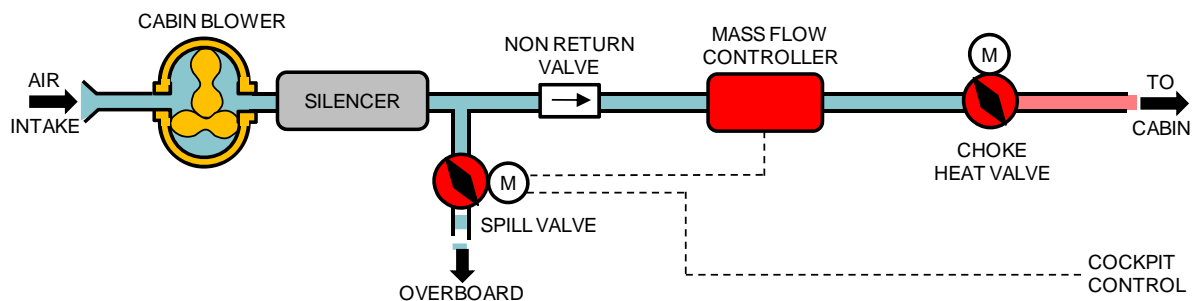 CABIN BLOWER
AIR
INTAKE
SILENCER
NON RETURN
VALVE
MASS FLOW
CONTROLLER
M
TO
CABIN
CHOKE
HEAT VALVE
M
SPILL VALVE
OVERBOARD
COCKPIT
CONTROL